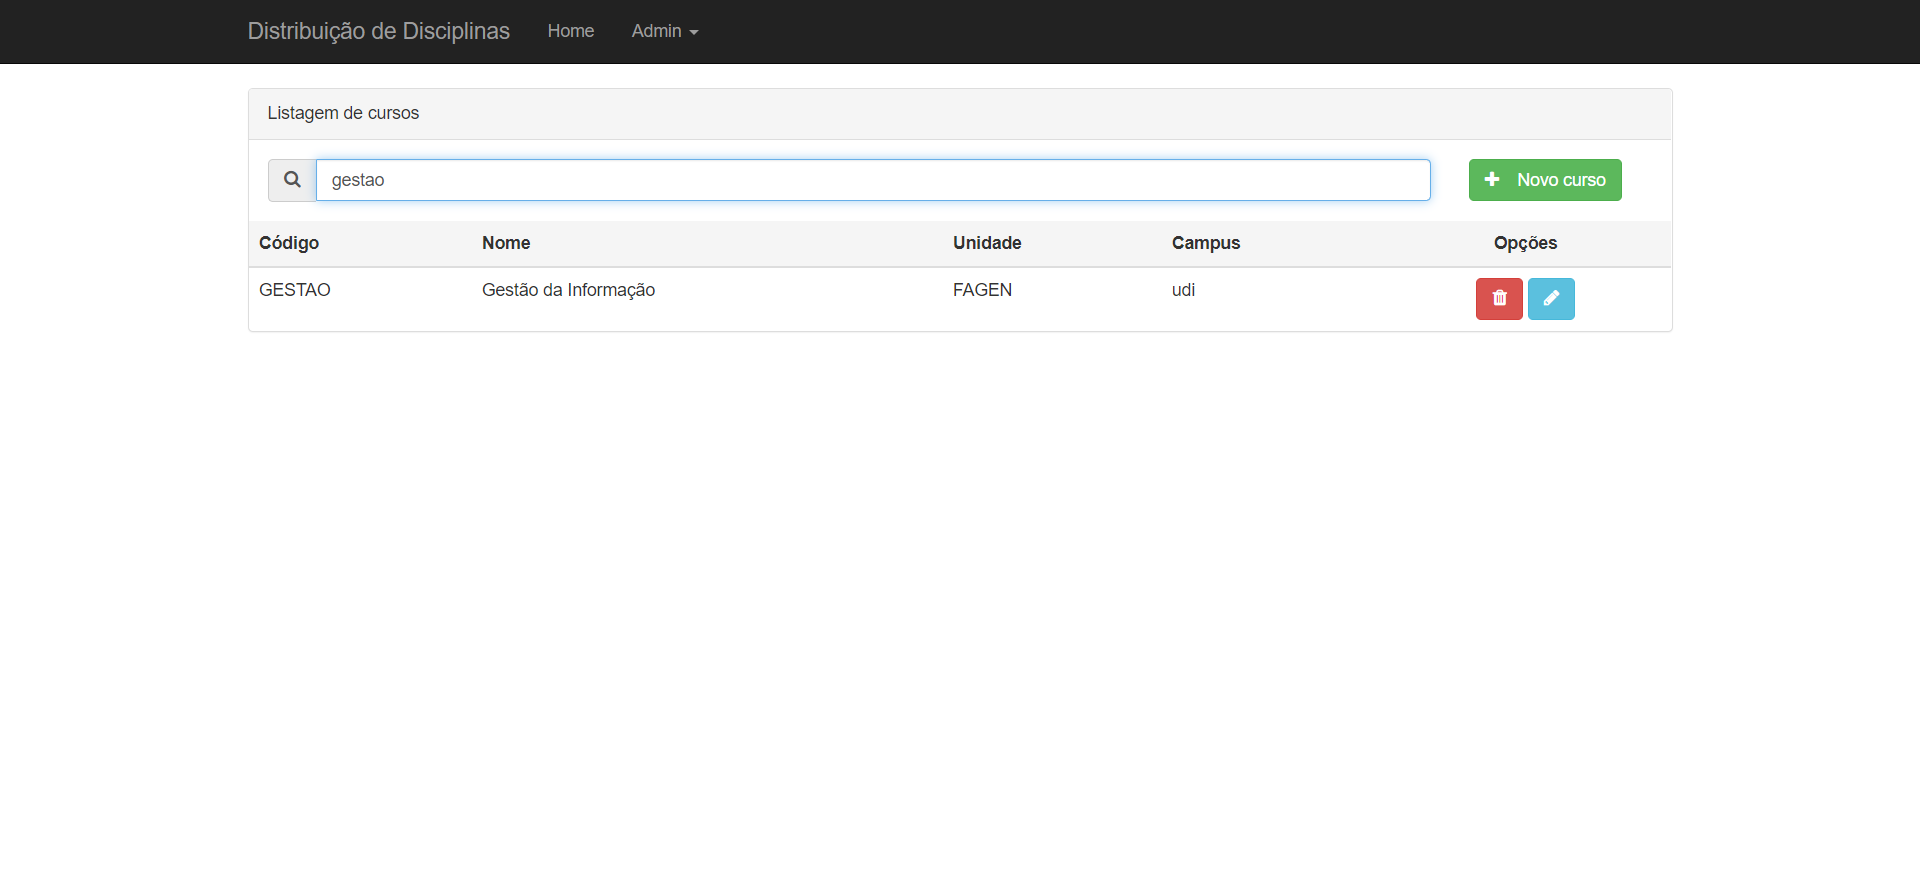 Distribuição de Disciplinas Home Admin
Listagem de cursos
gestao Novo curso
Código Nome Unidade Campus Opções
GESTAO Gestão da Informação FAGEN udi